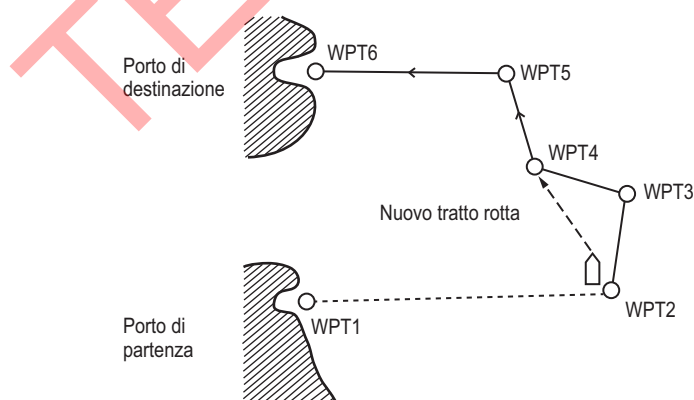 WPT6
Porto di
destinazione
WPT5
WPT4
WPT3
Nuovo tratto rotta
WPT2
WPT1
Porto di
partenza